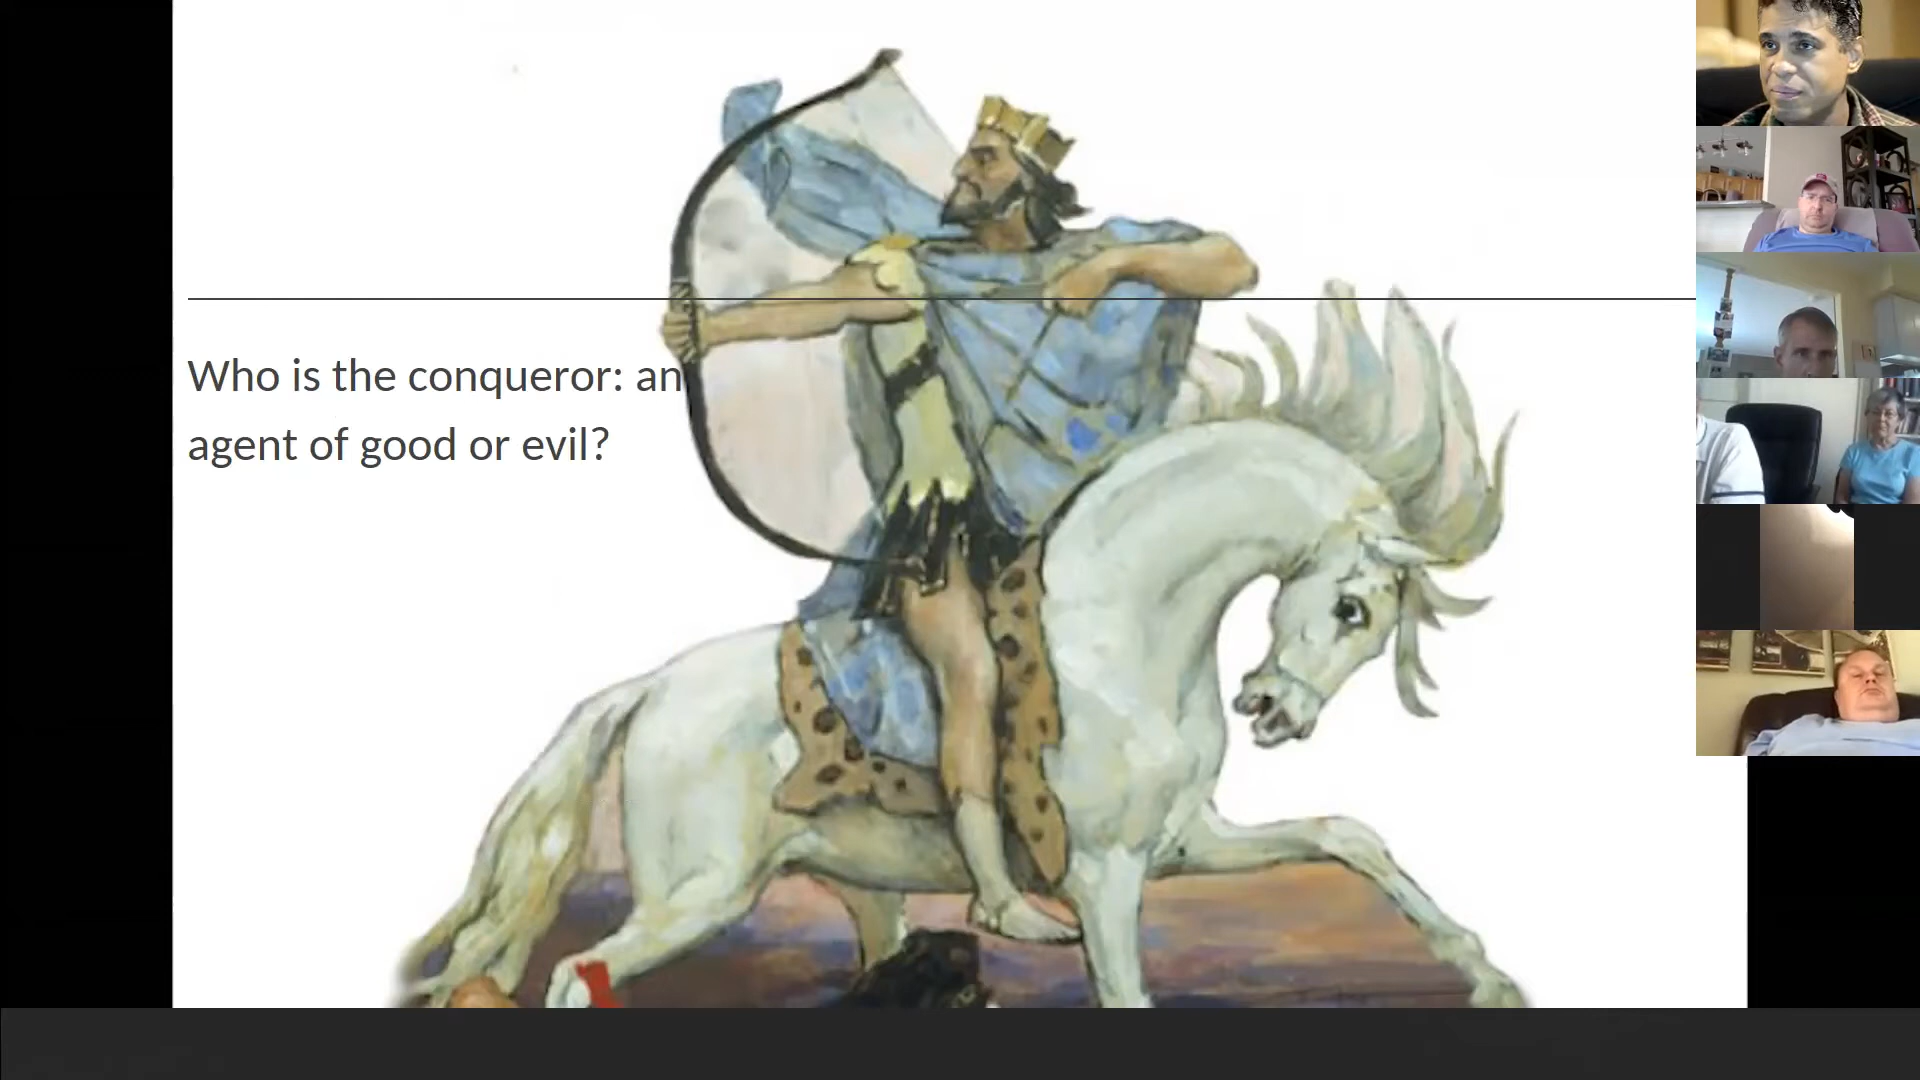 Who is the conqueror: an
agent of good or evil?